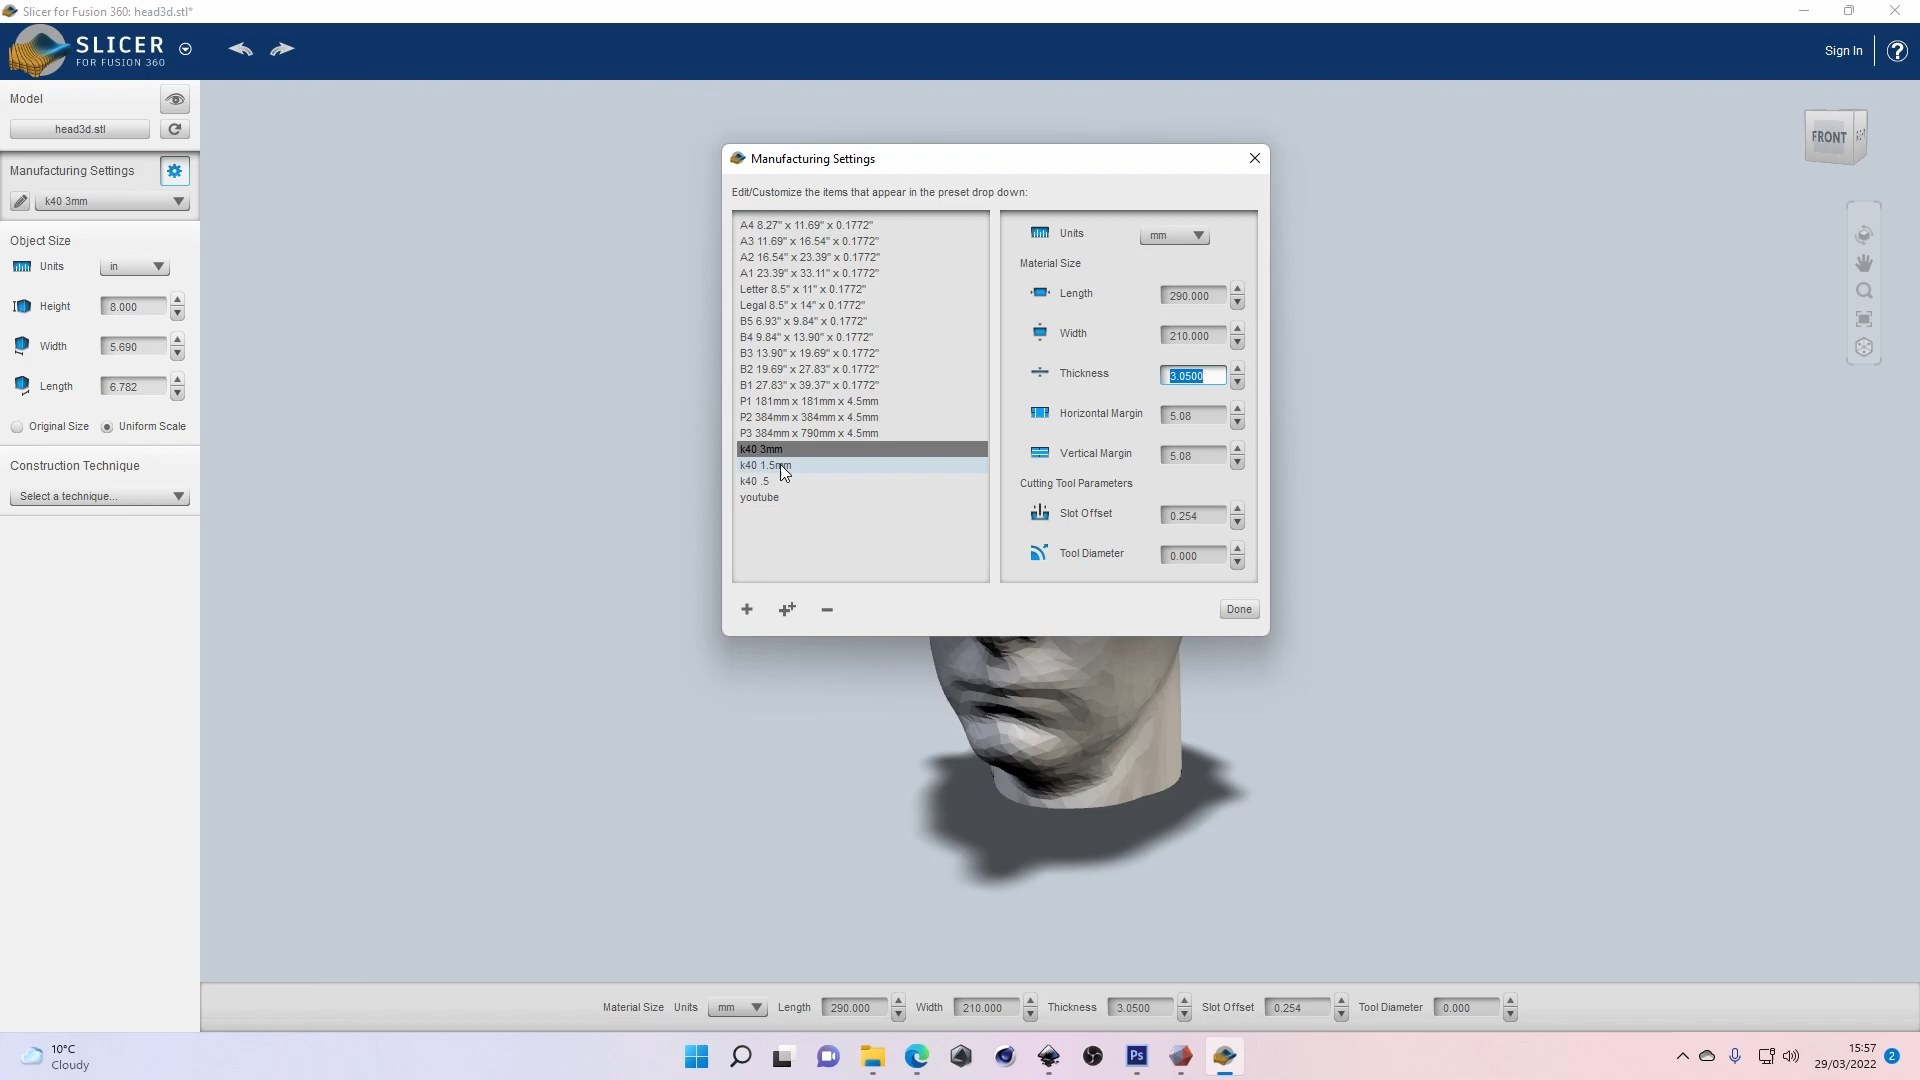 Slicer for Fusion 360: head3d.stl*
SLICER
FOR FUSION 360
Sign In
?
Model
head3d.stl
Manufacturing Settings
k40 3mm
Object Size
Units in
Height 8.000
Width 5.690
Length 6.782
Original Size Uniform Scale
Construction Technique
Select a technique...
FRONT
Manufacturing Settings
Edit/Customize the items that appear in the preset drop down:
A4 8.27" x 11.69" x 0.1772"
A3 11.69" x 16.54" x 0.1772"
A2 16.54" x 23.39" x 0.1772"
A1 23.39" x 33.11" x 0.1772"
Letter 8.5" x 11" x 0.1772"
Legal 8.5" x 14" x 0.1772"
B5 6.93" x 9.84" x 0.1772"
B4 9.84" x 13.90" x 0.1772"
B3 13.90" x 19.69" x 0.1772"
B2 19.69" x 27.83" x 0.1772"
B1 27.83" x 39.37" x 0.1772"
P1 181mm x 181mm x 4.5mm
P2 384mm x 384mm x 4.5mm
P3 384mm x 790mm x 4.5mm
k40 3mm
k40 1.5mm
k40 .5
youtube
Units mm
Material Size
Length 290.000
Width 210.000
Thickness 3.0500
Horizontal Margin 5.08
Vertical Margin 5.08
Cutting Tool Parameters
Slot Offset 0.254
Tool Diameter 0.000
Done
Material Size Units mm Length 290.000 Width 210.000 Thickness 3.0500 Slot Offset 0.254 Tool Diameter 0.000
10°C
Cloudy
Ps
15:57
29/03/2022
2